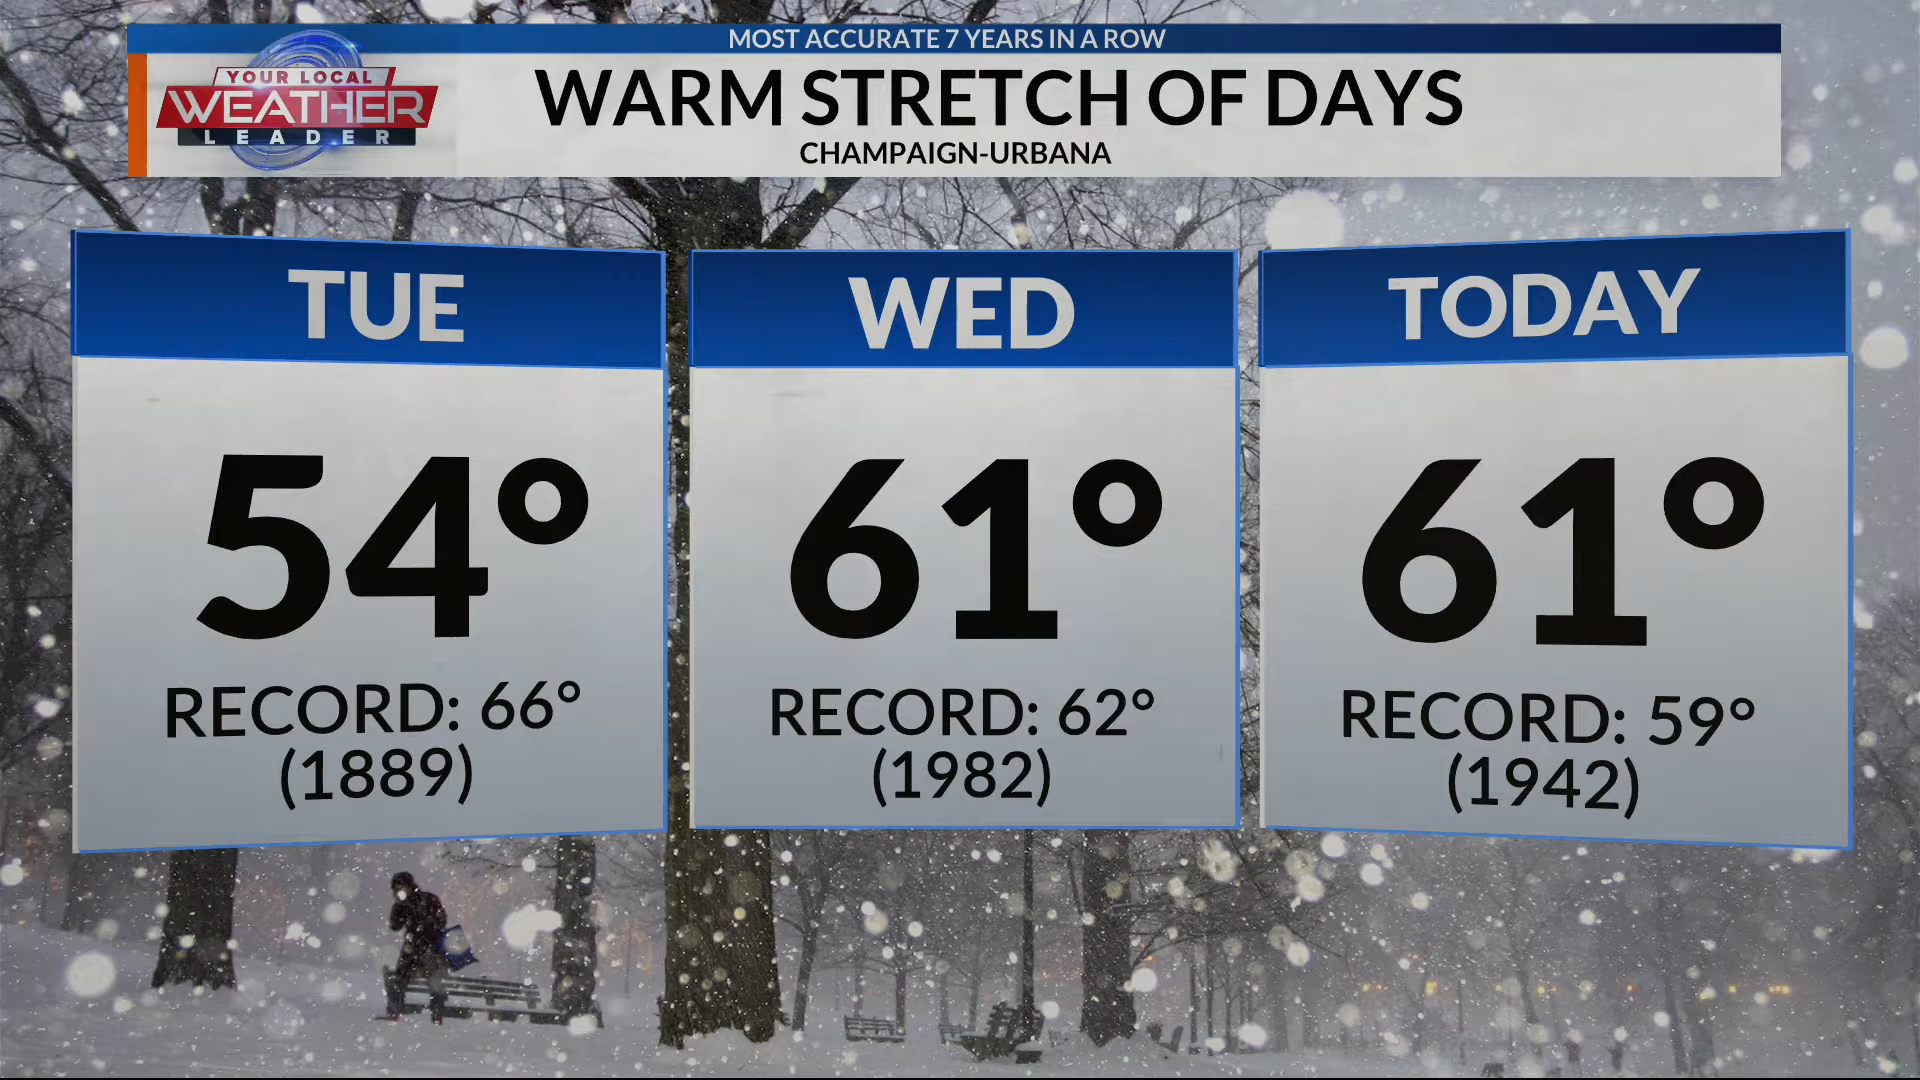 MOST ACCURATE 7 YEARS IN A ROW
YOUR LOCAL
WEATHER
LEADER
WARM STRETCH OF DAYS
CHAMPAIGN-URBANA
TUE
54°
RECORD: 66°
(1889)
WED
61°
RECORD: 62°
(1982)
TODAY
61°
RECORD: 59°
(1942)